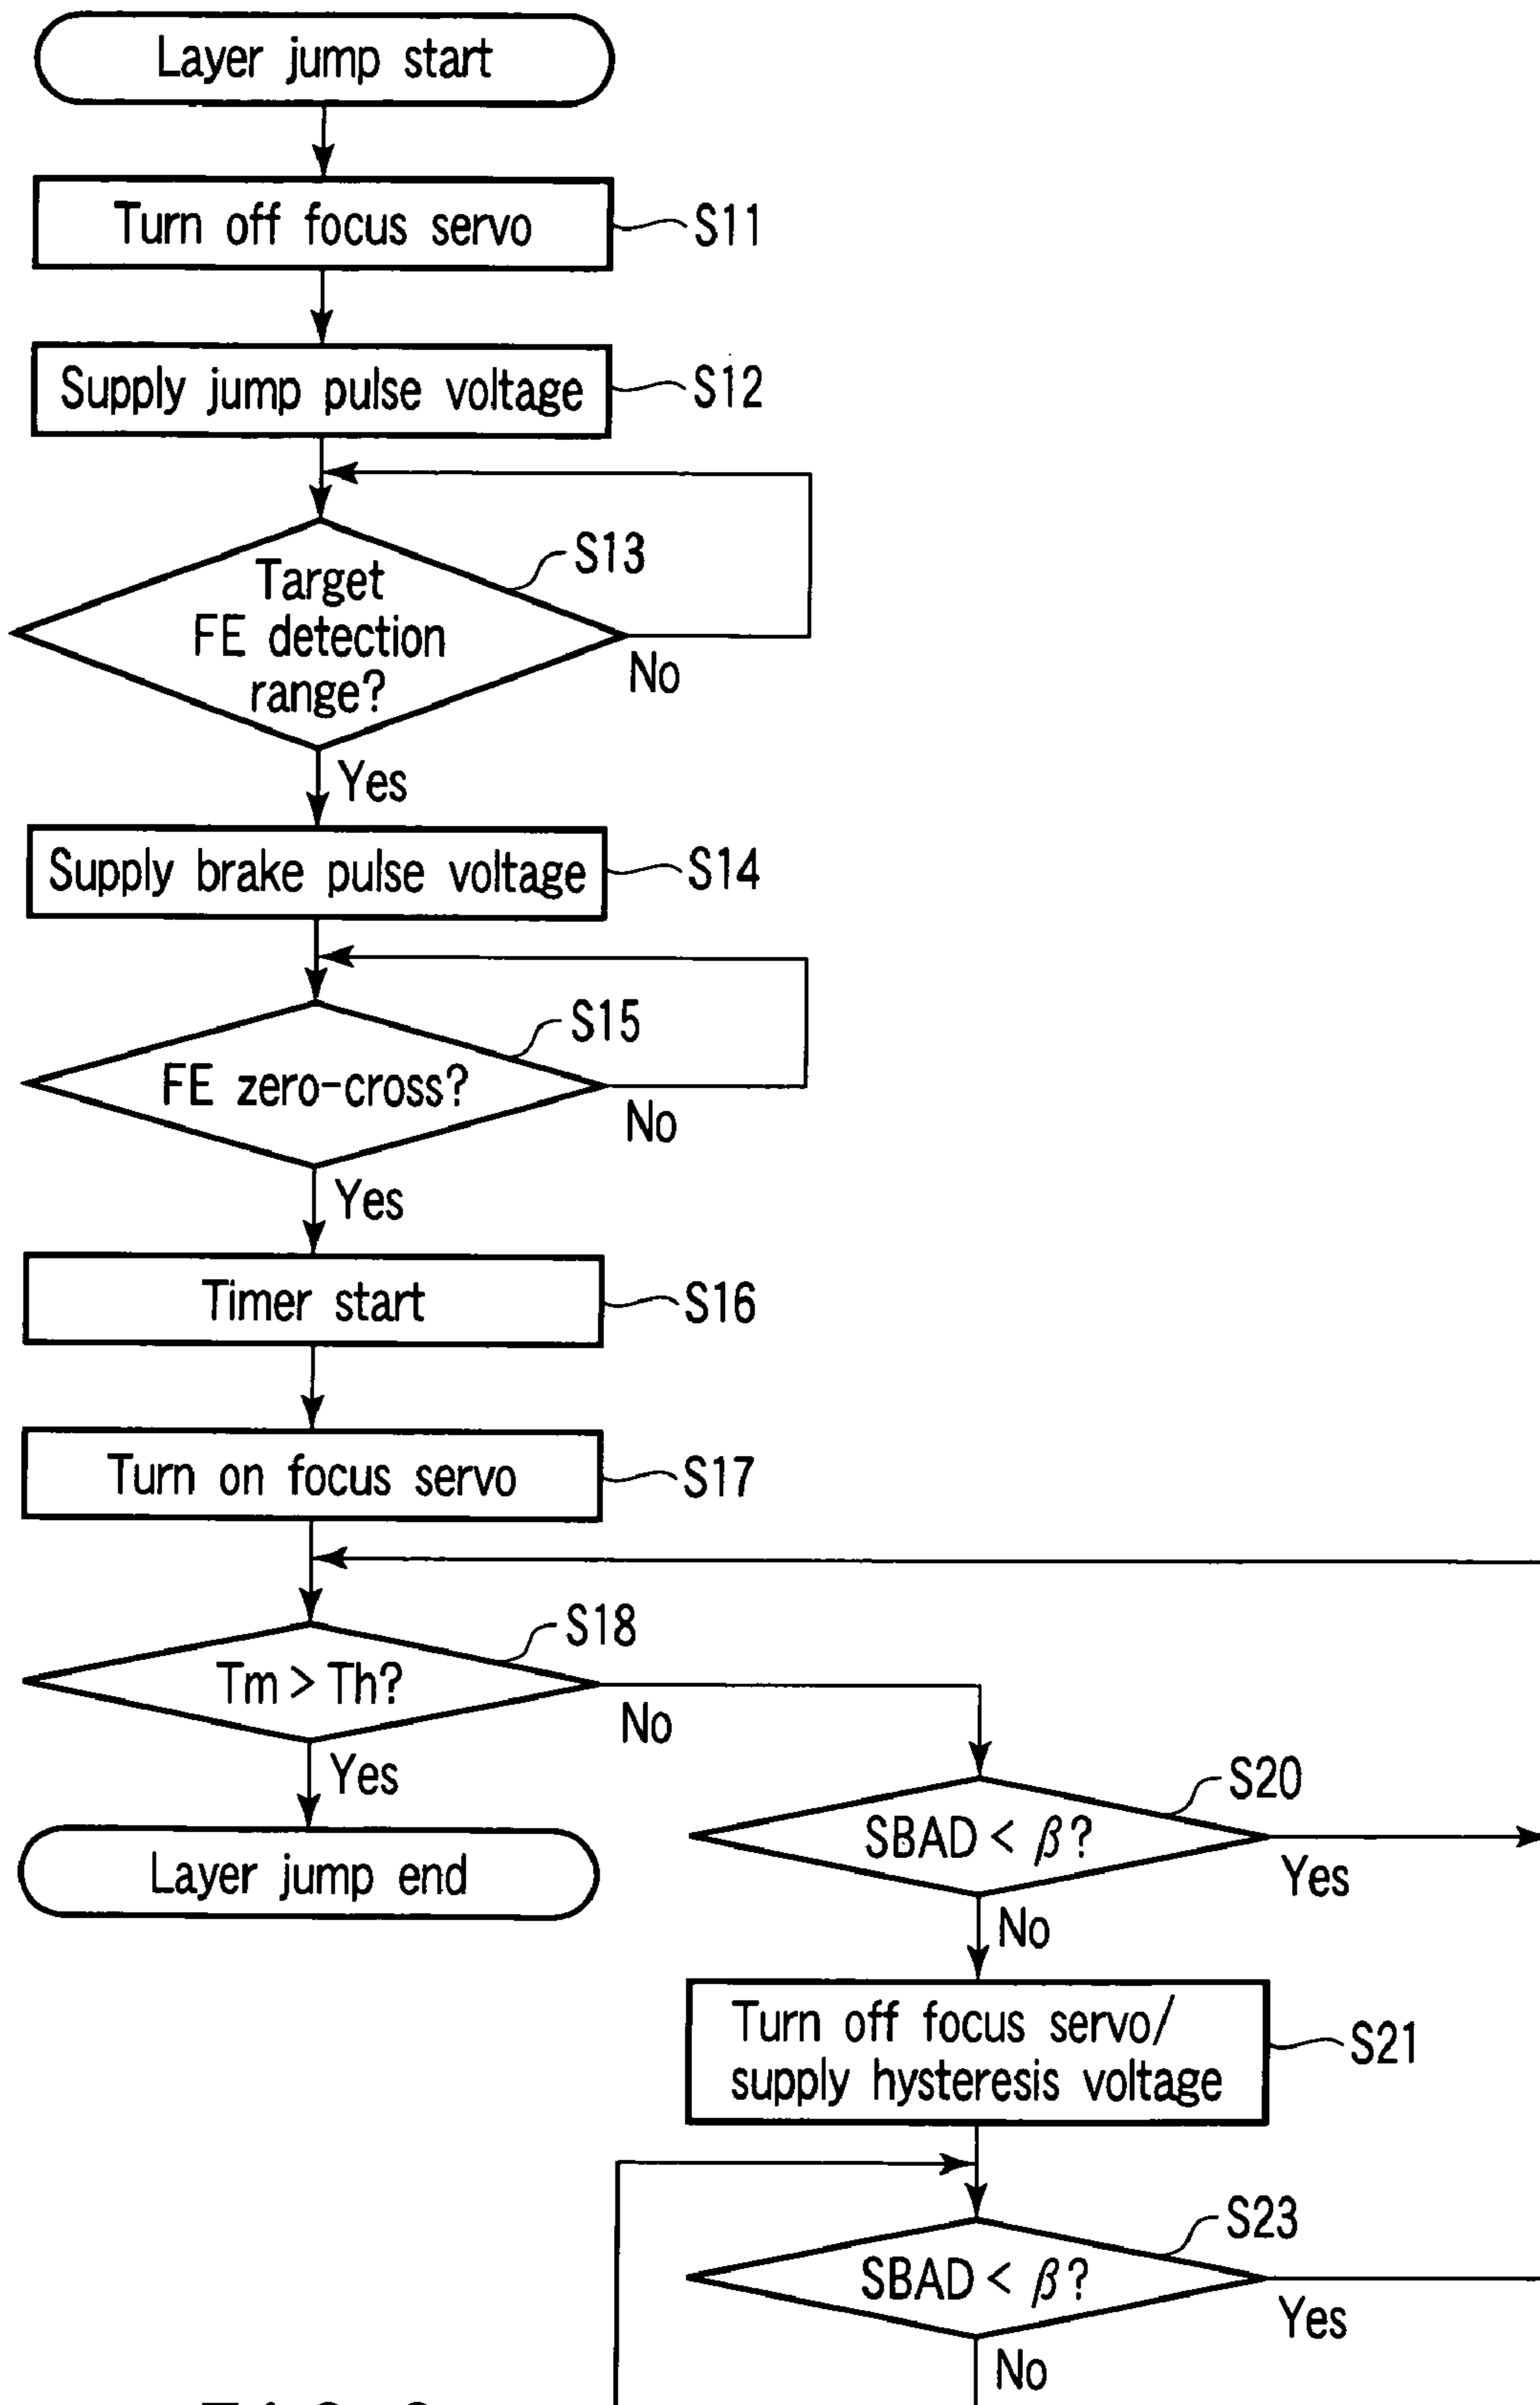 Layer jump start
Turn off focus servo
S11
Supply jump pulse voltage
S12
S13
Target
FE detection
range?
No
Yes
Supply brake pulse voltage
S14
S15
FE zero-cross?
No
Yes
Timer start
S16
Turn on focus servo
S17
S18
Tm > Th?
No
Yes
Layer jump end
S20
SBAD < β?
Yes
No
Turn off focus servo/
supply hysteresis voltage
S21
S23
SBAD < β?
Yes
No